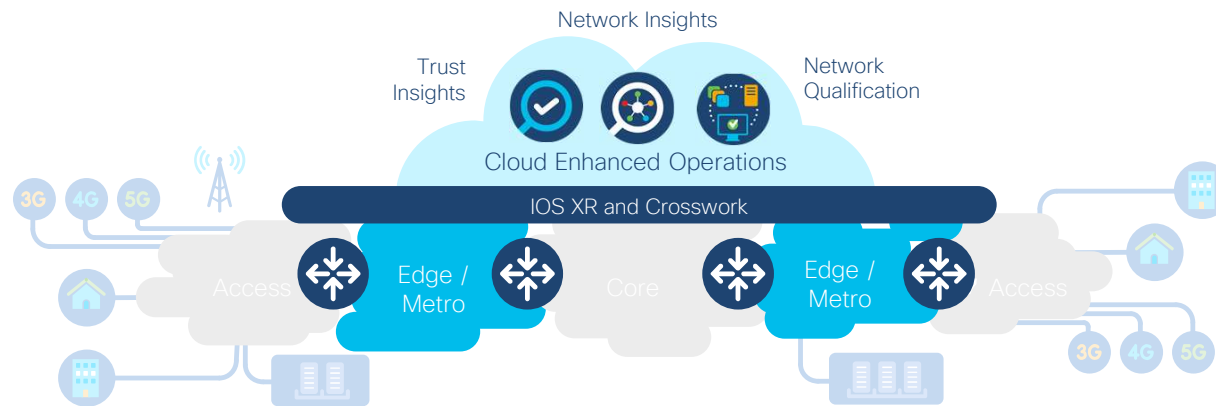 Network Insights
Trust
Insights
Network
Qualification
Cloud Enhanced Operations
IOS XR and Crosswork
3G 4G 5G
Access
Edge /
Metro
Core
Edge /
Metro
Access
3G 4G 5G